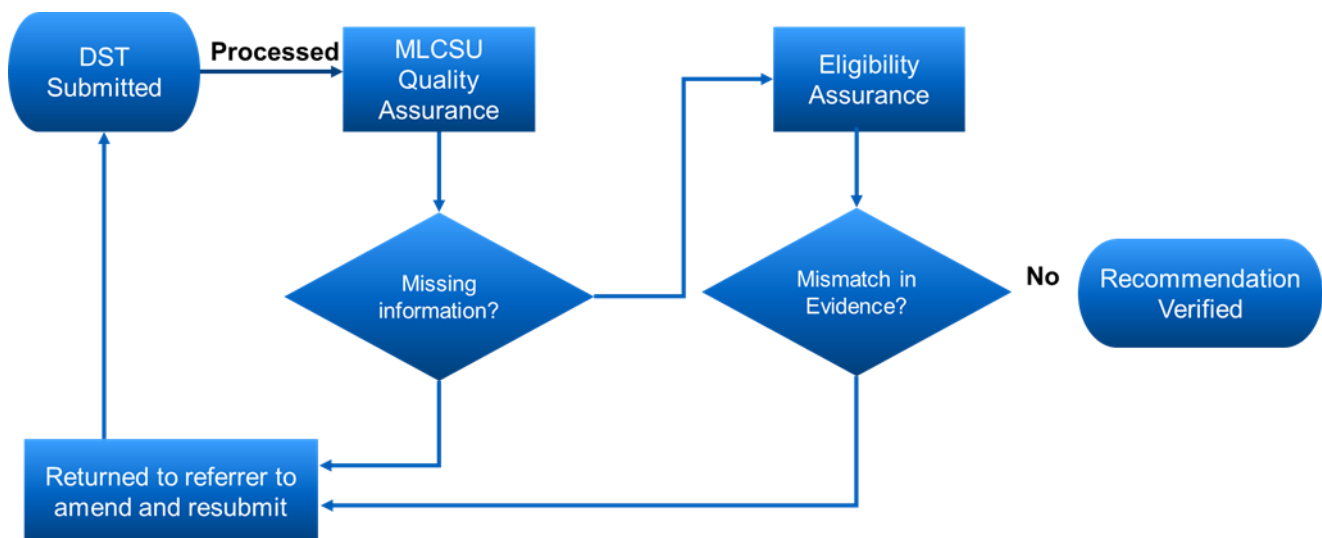 DST
Submitted
Processed
MLCSU
Quality
Assurance
Eligibility
Assurance
Missing
information?
Mismatch in
Evidence?
No
Recommendation
Verified
Returned to referrer to
amend and resubmit